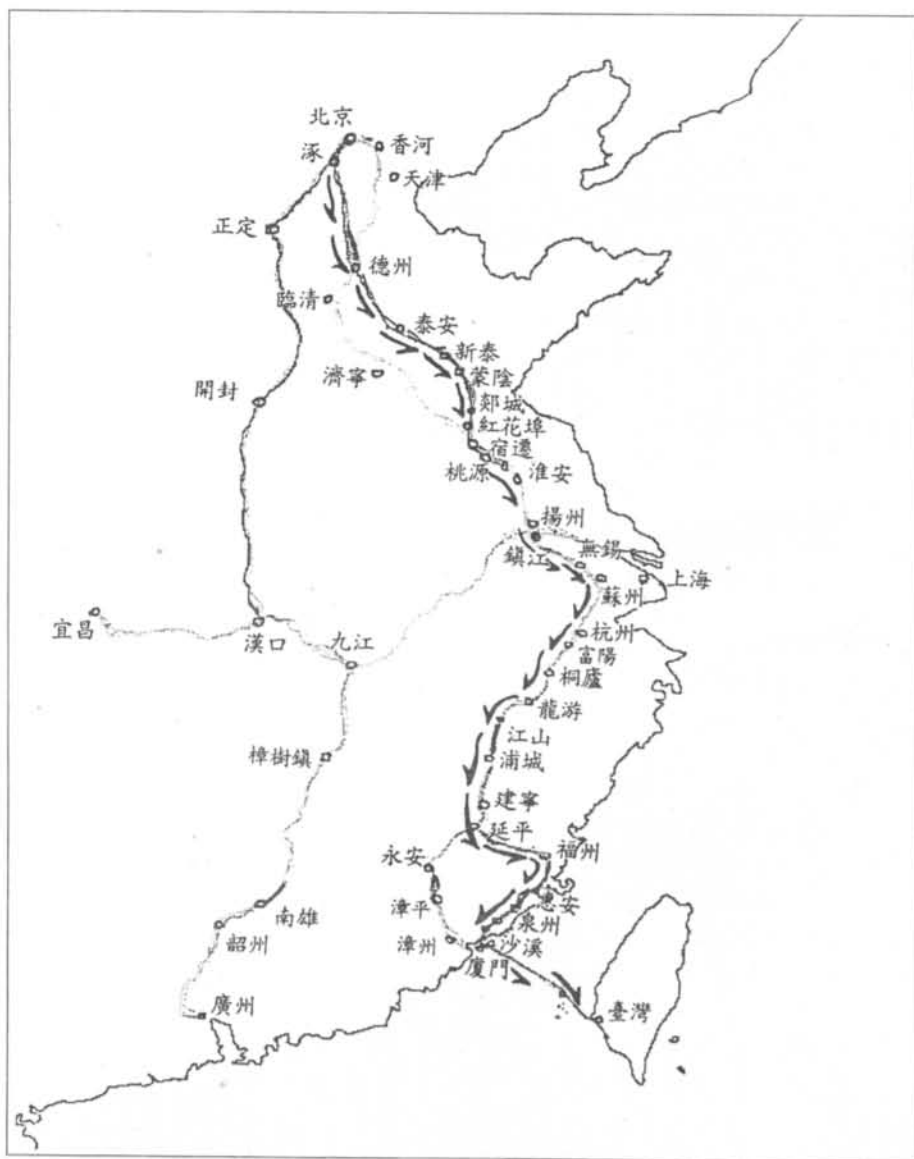 北京
香河
涿
天津
正定
德州
臨清
泰安
新泰
濟寧
蒙陰
開封
郯城
紅花埠
宿遷
桃源
淮安
揚州
鎮江
無錫
上海
蘇州
宜昌
漢口
九江
杭州
富陽
桐廬
龍游
江山
樟樹鎮
浦城
建寧
延平
永安
福州
漳平
惠安
南雄
泉州
韶州
漳州
沙溪
廈門
廣州
臺灣